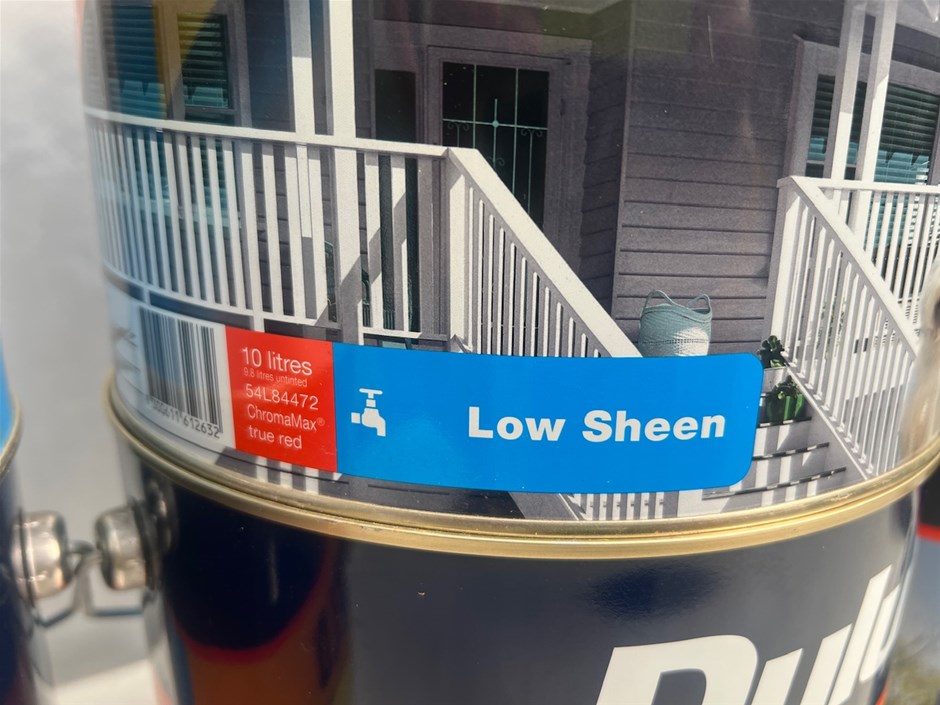 10 litres
9.8 litres untinted
54L84472
ChromaMax®
true red
Low Sheen